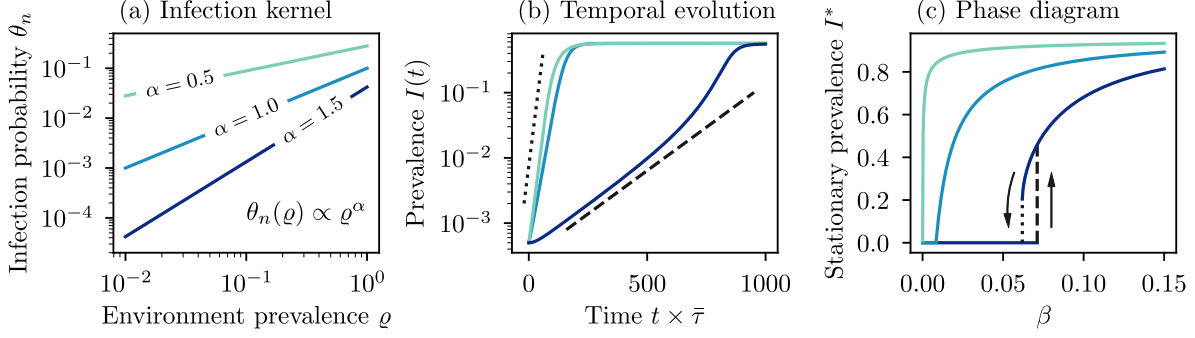 (a) Infection kernel
Infection probability θₙ
10⁻¹
10⁻²
10⁻³
10⁻⁴
α = 0.5
α = 1.0
α = 1.5
θₙ(ϱ) ∝ ϱ^α
10⁻²
10⁻¹
10⁰
Environment prevalence ϱ
(b) Temporal evolution
Prevalence I(t)
10⁻¹
10⁻²
10⁻³
0
500
1000
Time t × τ̄
(c) Phase diagram
Stationary prevalence I*
0.8
0.6
0.4
0.2
0.0
0.00
0.05
0.10
0.15
β